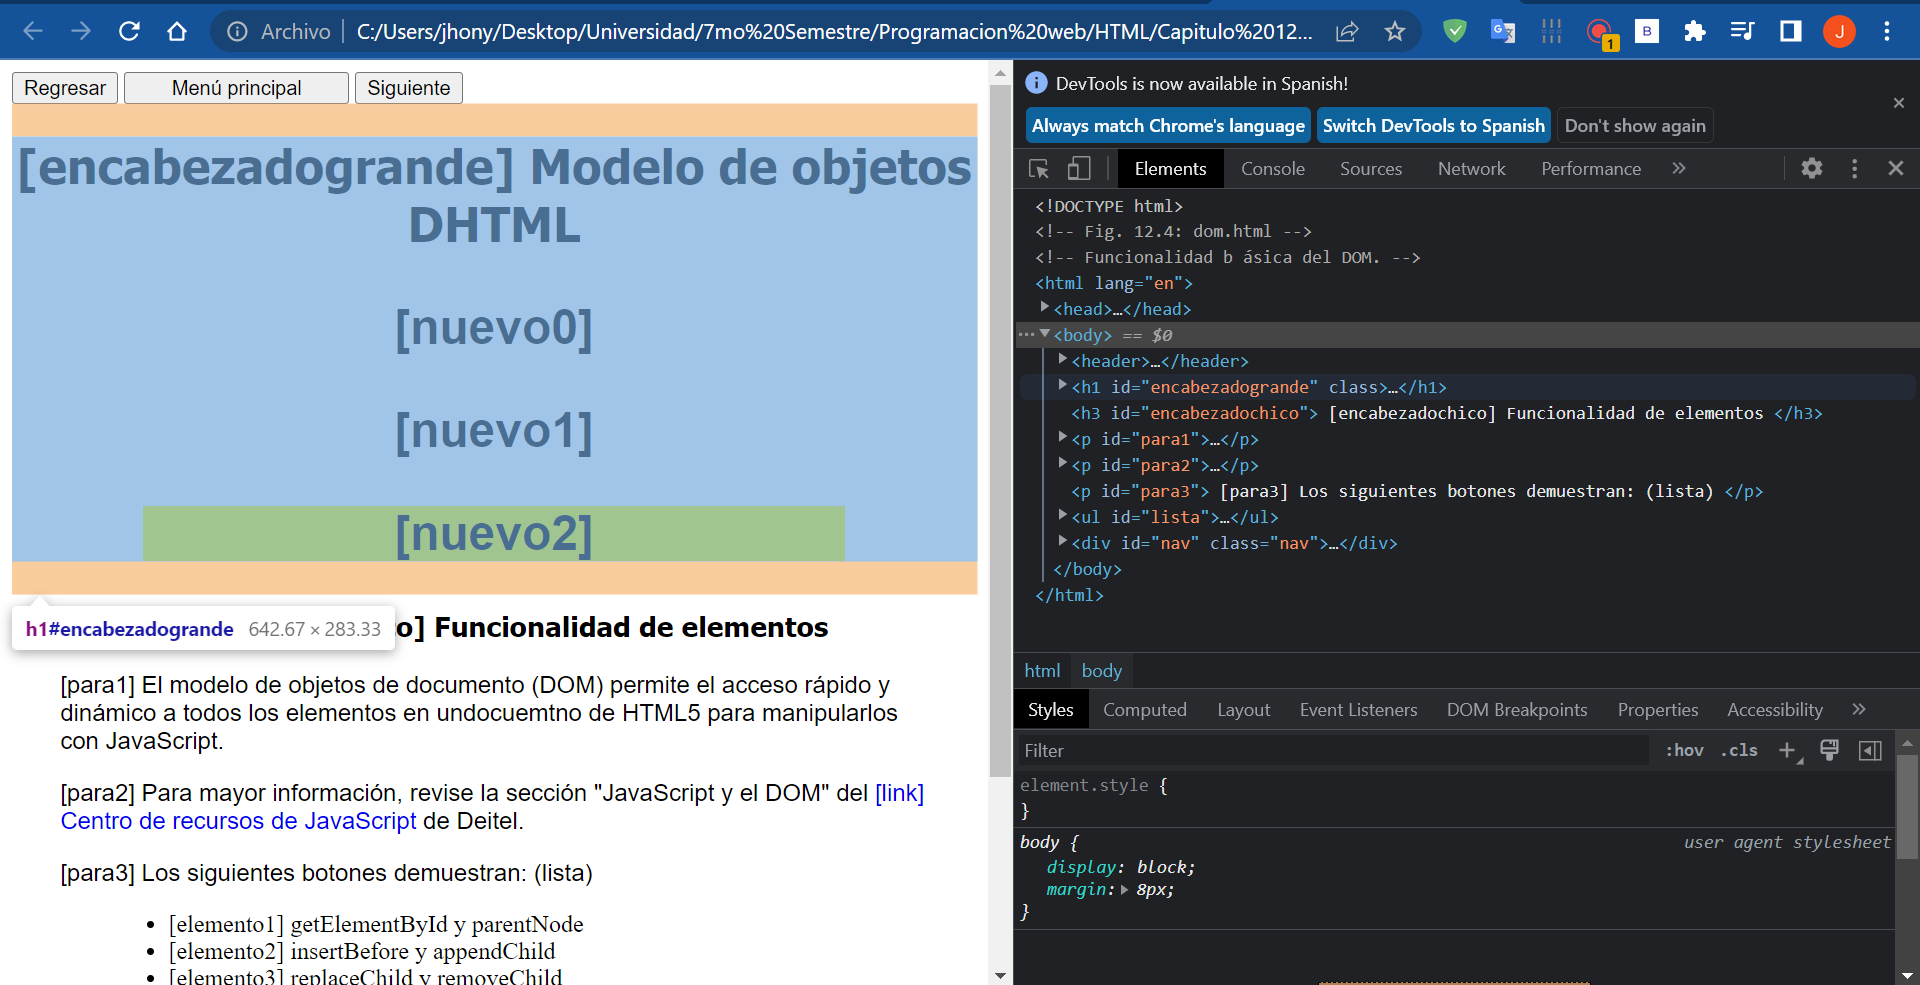 Archivo C:/Users/jhony/Desktop/Universidad/7mo%20Semestre/Programacion%20web/HTML/Capitulo%2012... 1 B J
Regresar Menú principal Siguiente
[encabezadogrande] Modelo de objetos
DHTML
[nuevo0]
[nuevo1]
[nuevo2]
h1#encabezadogrande 642.67 × 283.33 o] Funcionalidad de elementos
[para1] El modelo de objetos de documento (DOM) permite el acceso rápido y
dinámico a todos los elementos en undocuemtno de HTML5 para manipularlos
con JavaScript.
[para2] Para mayor información, revise la sección "JavaScript y el DOM" del [link]
Centro de recursos de JavaScript de Deitel.
[para3] Los siguientes botones demuestran: (lista)
• [elemento1] getElementById y parentNode
• [elemento2] insertBefore y appendChild
• [elemento3] replaceChild y removeChild
DevTools is now available in Spanish!
Always match Chrome's language Switch DevTools to Spanish Don't show again
Elements Console Sources Network Performance »
<!DOCTYPE html>
<!-- Fig. 12.4: dom.html -->
<!-- Funcionalidad b ásica del DOM. -->
<html lang="en">
<head>…</head>
<body> == $0
<header>…</header>
<h1 id="encabezadogrande" class>…</h1>
<h3 id="encabezadochico"> [encabezadochico] Funcionalidad de elementos </h3>
<p id="para1">…</p>
<p id="para2">…</p>
<p id="para3"> [para3] Los siguientes botones demuestran: (lista) </p>
<ul id="lista">…</ul>
<div id="nav" class="nav">…</div>
</body>
</html>
html body
Styles Computed Layout Event Listeners DOM Breakpoints Properties Accessibility »
Filter :hov .cls +
element.style {
}
body { user agent stylesheet
display: block;
margin: 8px;
}